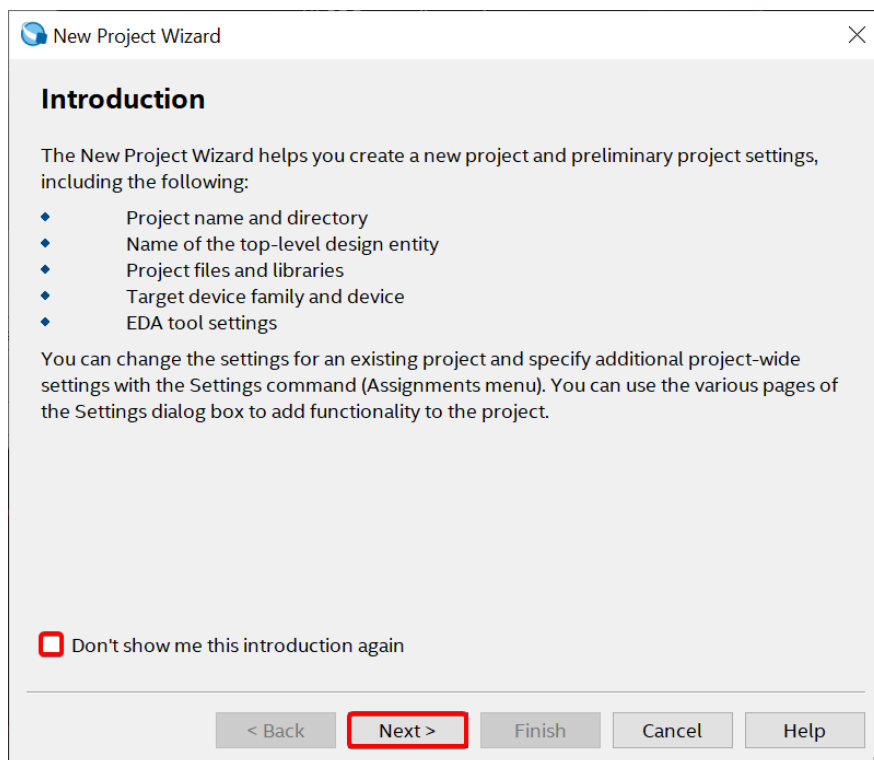 New Project Wizard
Introduction
The New Project Wizard helps you create a new project and preliminary project settings,
including the following:
Project name and directory
Name of the top-level design entity
Project files and libraries
Target device family and device
EDA tool settings
You can change the settings for an existing project and specify additional project-wide
settings with the Settings command (Assignments menu). You can use the various pages of
the Settings dialog box to add functionality to the project.
Don't show me this introduction again
< Back Next > Finish Cancel Help